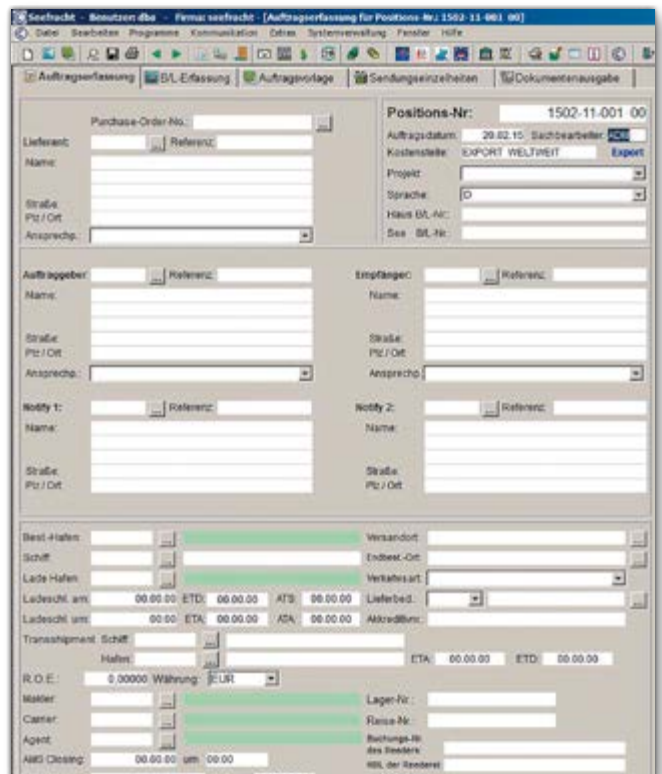 Seefracht - Benutzer: dba - Firma: seefracht - [Auftragserfassung für Positions-Nr.: 1502-11-001 00]
Datei Bearbeiten Programme Kommunikation Extras Systemverwaltung Fenster Hilfe
Auftragserfassung B/L-Erfassung Auftragsvorlage Sendungseinzelheiten Dokumentenausgabe
Purchase-Order-No.: ...
Positions-Nr: 1502-11-001 00
Lieferant: ... Referenz:
Auftragsdatum: 20.02.15 Sachbearbeiter:
Name:
Kostenstelle: EXPORT WELTWEIT Export
Projekt:
Straße:
Sprache: D
Plz / Ort:
Haus B/L-Nr.:
Ansprechp.:
See B/L-Nr.:
Auftraggeber: ... Referenz:
Empfänger: ... Referenz:
Name:
Name:
Straße:
Straße:
Plz / Ort:
Plz / Ort:
Ansprechp.:
Ansprechp.
Notify 1: ... Referenz:
Notify 2: ... Referenz:
Name:
Name:
Straße:
Straße:
Plz / Ort:
Plz / Ort:
Best.-Hafen: ... Versandort: ...
Schiff: ... Endbest.-Ort: ...
Lade Hafen: ... Verkehrsart:
Ladeschl. am: 00.00.00 ETD: 00.00.00 ATS: 00.00.00 Lieferbed.: ...
Ladeschl. um: 00:00 ETA: 00.00.00 ATA: 00.00.00 Akkreditivnr.:
Transshipment Schiff: ...
Hafen: ... ETA: 00.00.00 ETD: 00.00.00
R.O.E.: 0,00000 Währung: EUR
Makler: ... Lager-Nr.:
Carrier: ... Reise-Nr.
Agent: ... Buchungs-Nr.
des Reeders:
AMS Closing: 00.00.00 um 00:00
MBL der Reederei: